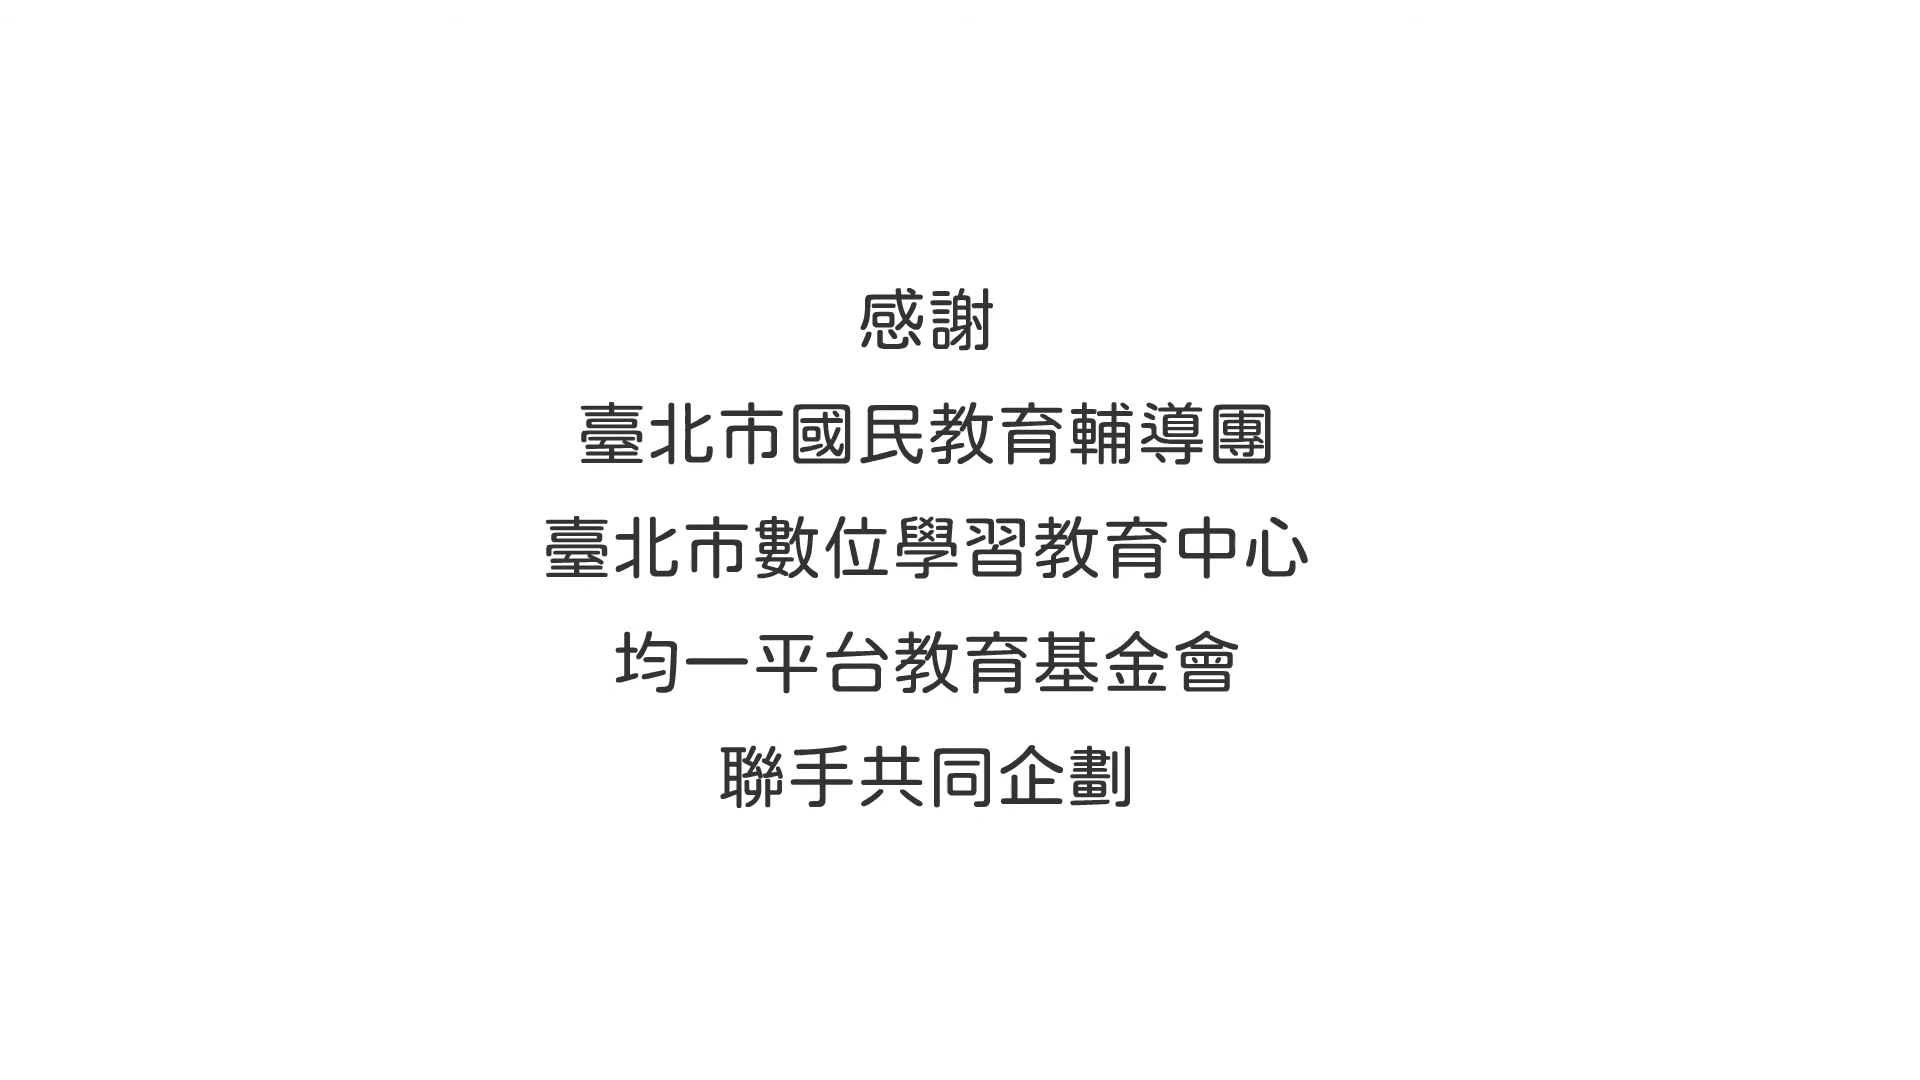 感謝
臺北市國民教育輔導團
臺北市數位學習教育中心
均一平台教育基金會
聯手共同企劃